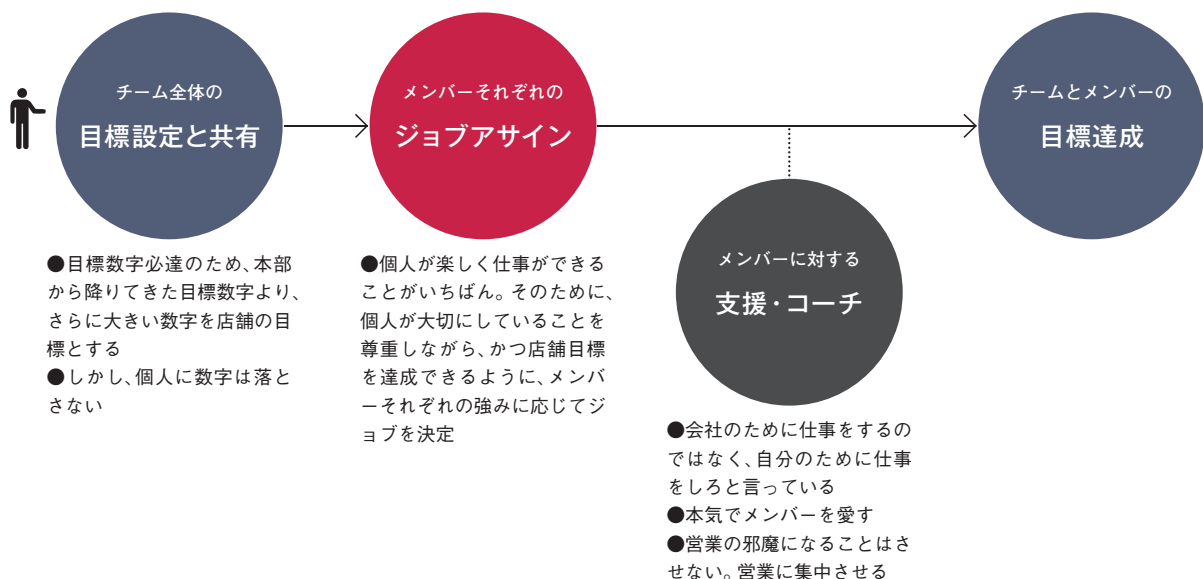 チーム全体の
目標設定と共有
メンバーそれぞれの
ジョブアサイン
チームとメンバーの
目標達成
●目標数字必達のため、本部
から降りてきた目標数字より、
さらに大きい数字を店舗の目
標とする
●しかし、個人に数字は落と
さない
●個人が楽しく仕事ができる
ことがいちばん。そのために、
個人が大切にしていることを
尊重しながら、かつ店舗目標
を達成できるように、メンバ
ーそれぞれの強みに応じてジ
ョブを決定
メンバーに対する
支援・コーチ
●会社のために仕事をするの
ではなく、自分のために仕事
をしろと言っている
●本気でメンバーを愛す
●営業の邪魔になることはさ
せない。営業に集中させる